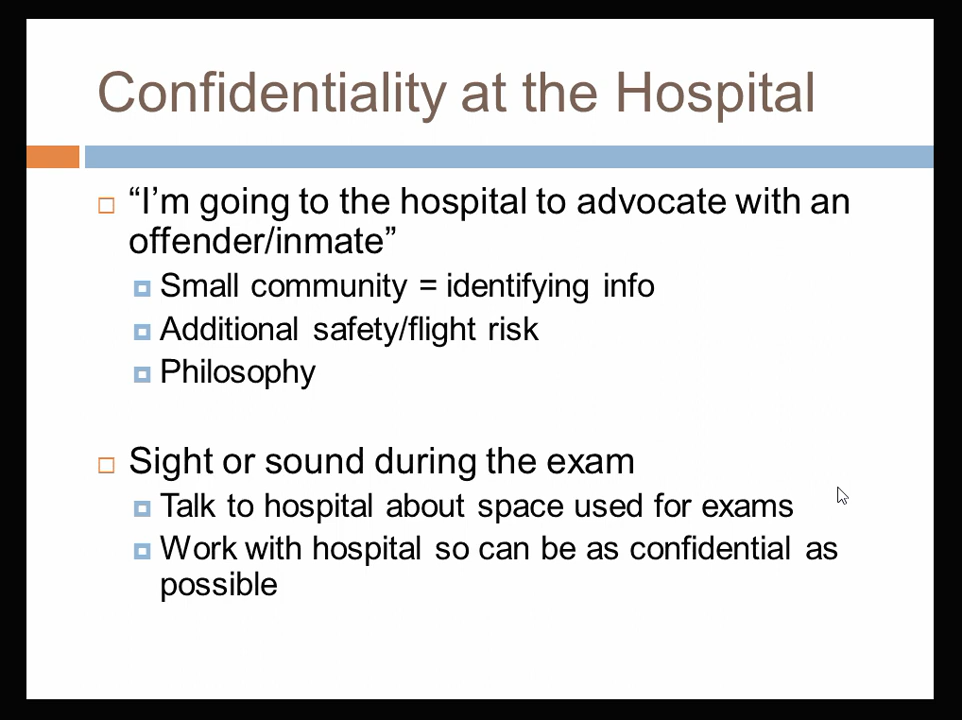 Confidentiality at the Hospital
“I’m going to the hospital to advocate with an
offender/inmate”
Small community = identifying info
Additional safety/flight risk
Philosophy
Sight or sound during the exam
Talk to hospital about space used for exams
Work with hospital so can be as confidential as
possible